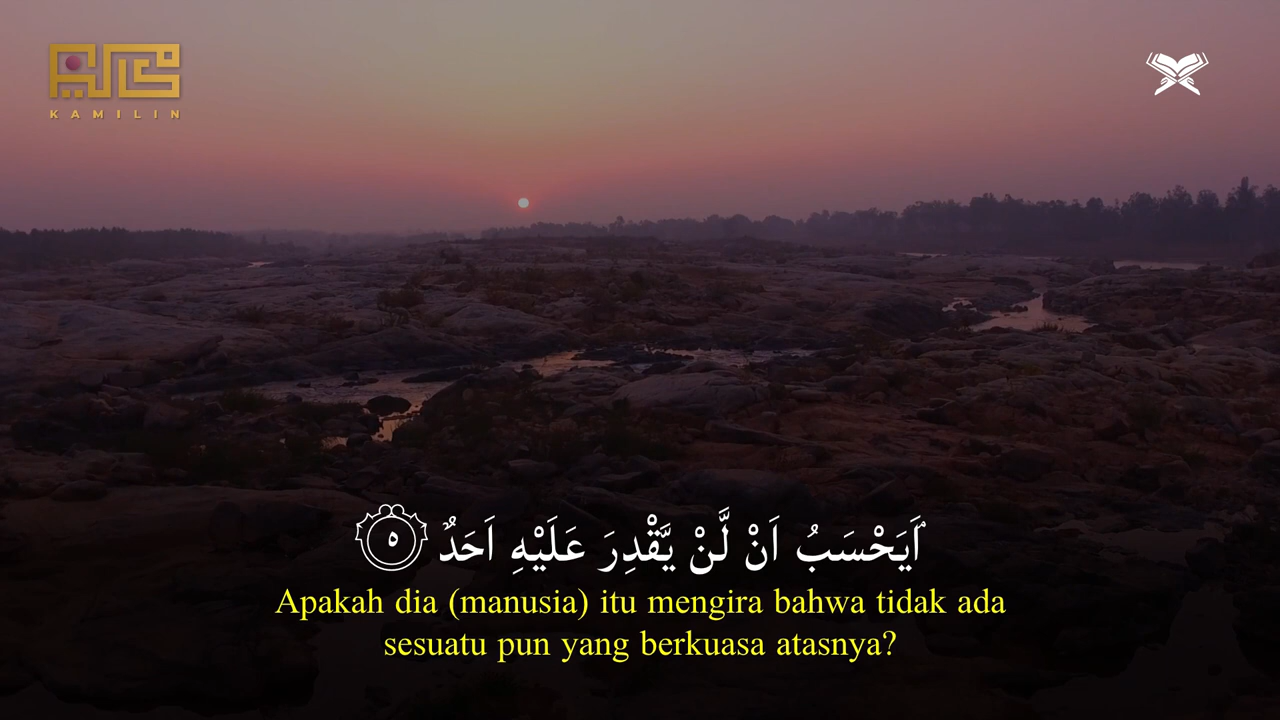 KAMILIN
اَيَحْسَبُ اَنْ لَّنْ يَّقْدِرَ عَلَيْهِ اَحَدٌ ۝٥
Apakah dia (manusia) itu mengira bahwa tidak ada
sesuatu pun yang berkuasa atasnya?